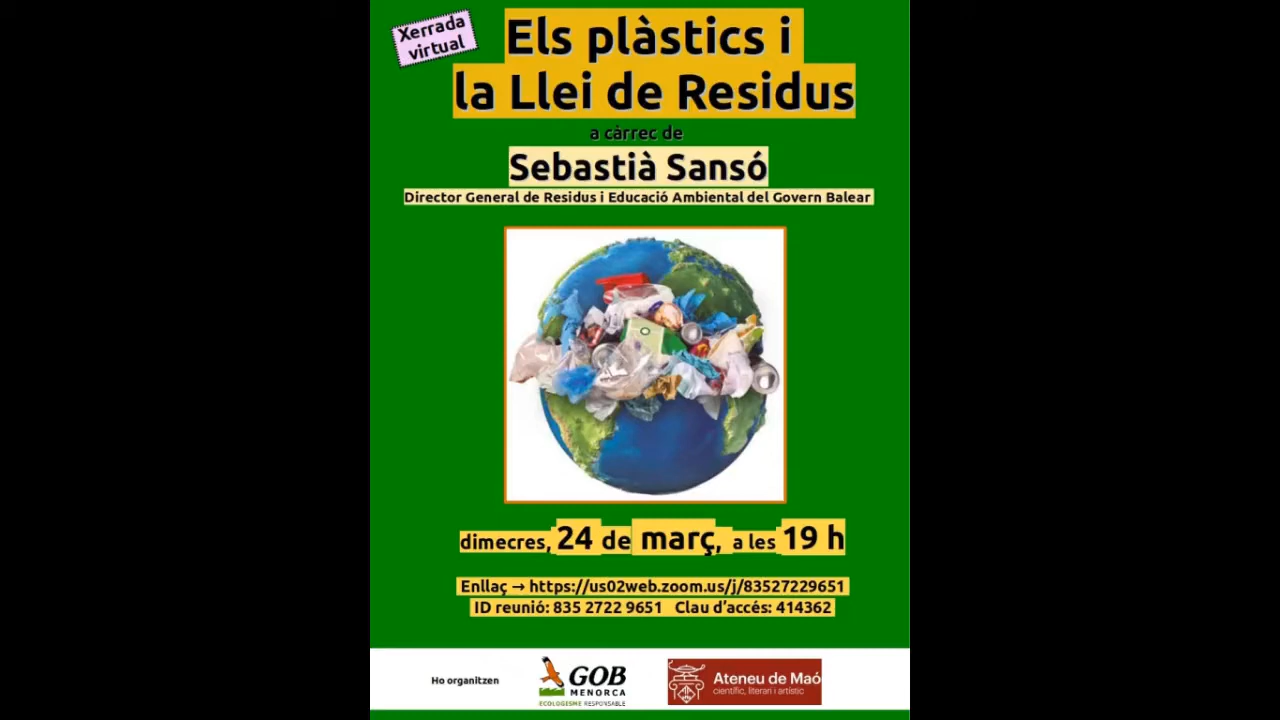 Xerrada
virtual
Els plàstics i
la Llei de Residus
a càrrec de
Sebastià Sansó
Director General de Residus i Educació Ambiental del Govern Balear
dimecres, 24 de març, a les 19 h
Enllaç → https://us02web.zoom.us/j/83527229651
ID reunió: 835 2722 9651 Clau d'accés: 414362
Ho organitzen
GOB
MENORCA
ECOLOGISME RESPONSABLE
Ateneu de Maó
científic, literari i artístic